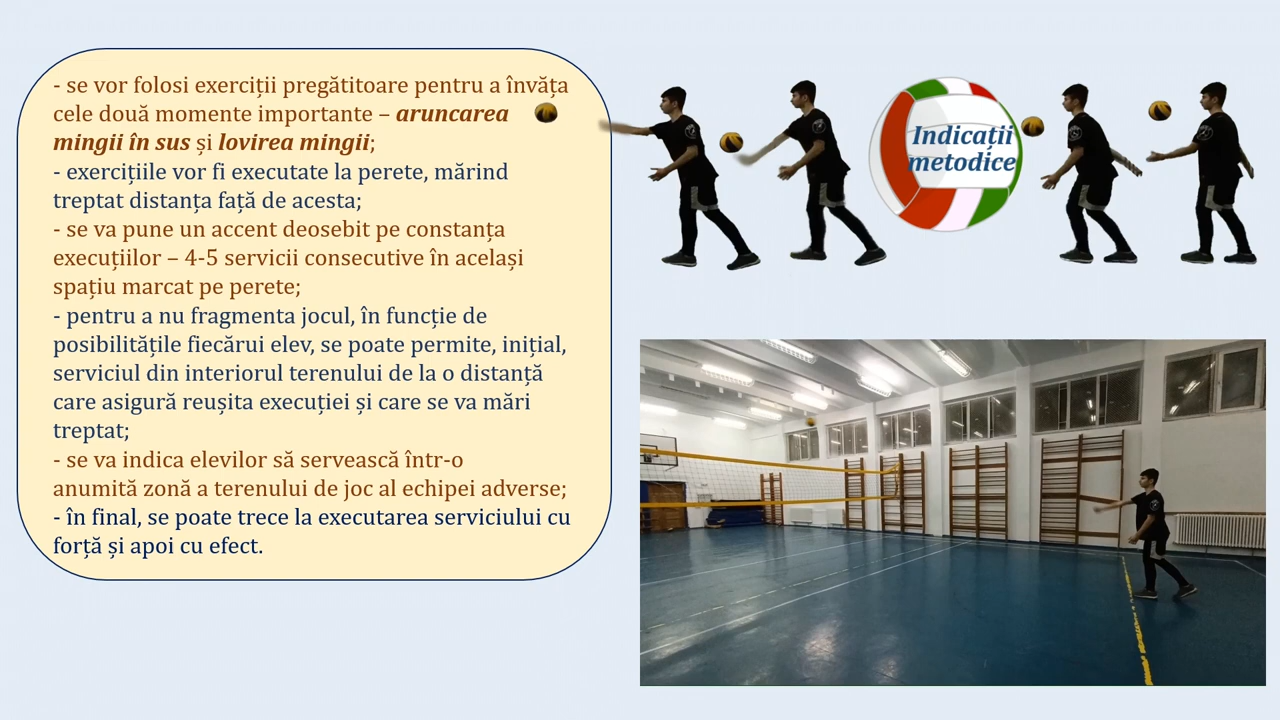 - se vor folosi exerciții pregătitoare pentru a învăța
cele două momente importante – aruncarea
mingii în sus și lovirea mingii;
- exercițiile vor fi executate la perete, mărind
treptat distanța față de acesta;
- se va pune un accent deosebit pe constanța
execuțiilor – 4-5 servicii consecutive în același
spațiu marcat pe perete;
- pentru a nu fragmenta jocul, în funcție de
posibilitățile fiecărui elev, se poate permite, inițial,
serviciul din interiorul terenului de la o distanță
care asigură reușita execuției și care se va mări
treptat;
- se va indica elevilor să servească într-o
anumită zonă a terenului de joc al echipei adverse;
- în final, se poate trece la executarea serviciului cu
forță și apoi cu efect.
Indicații
metodice